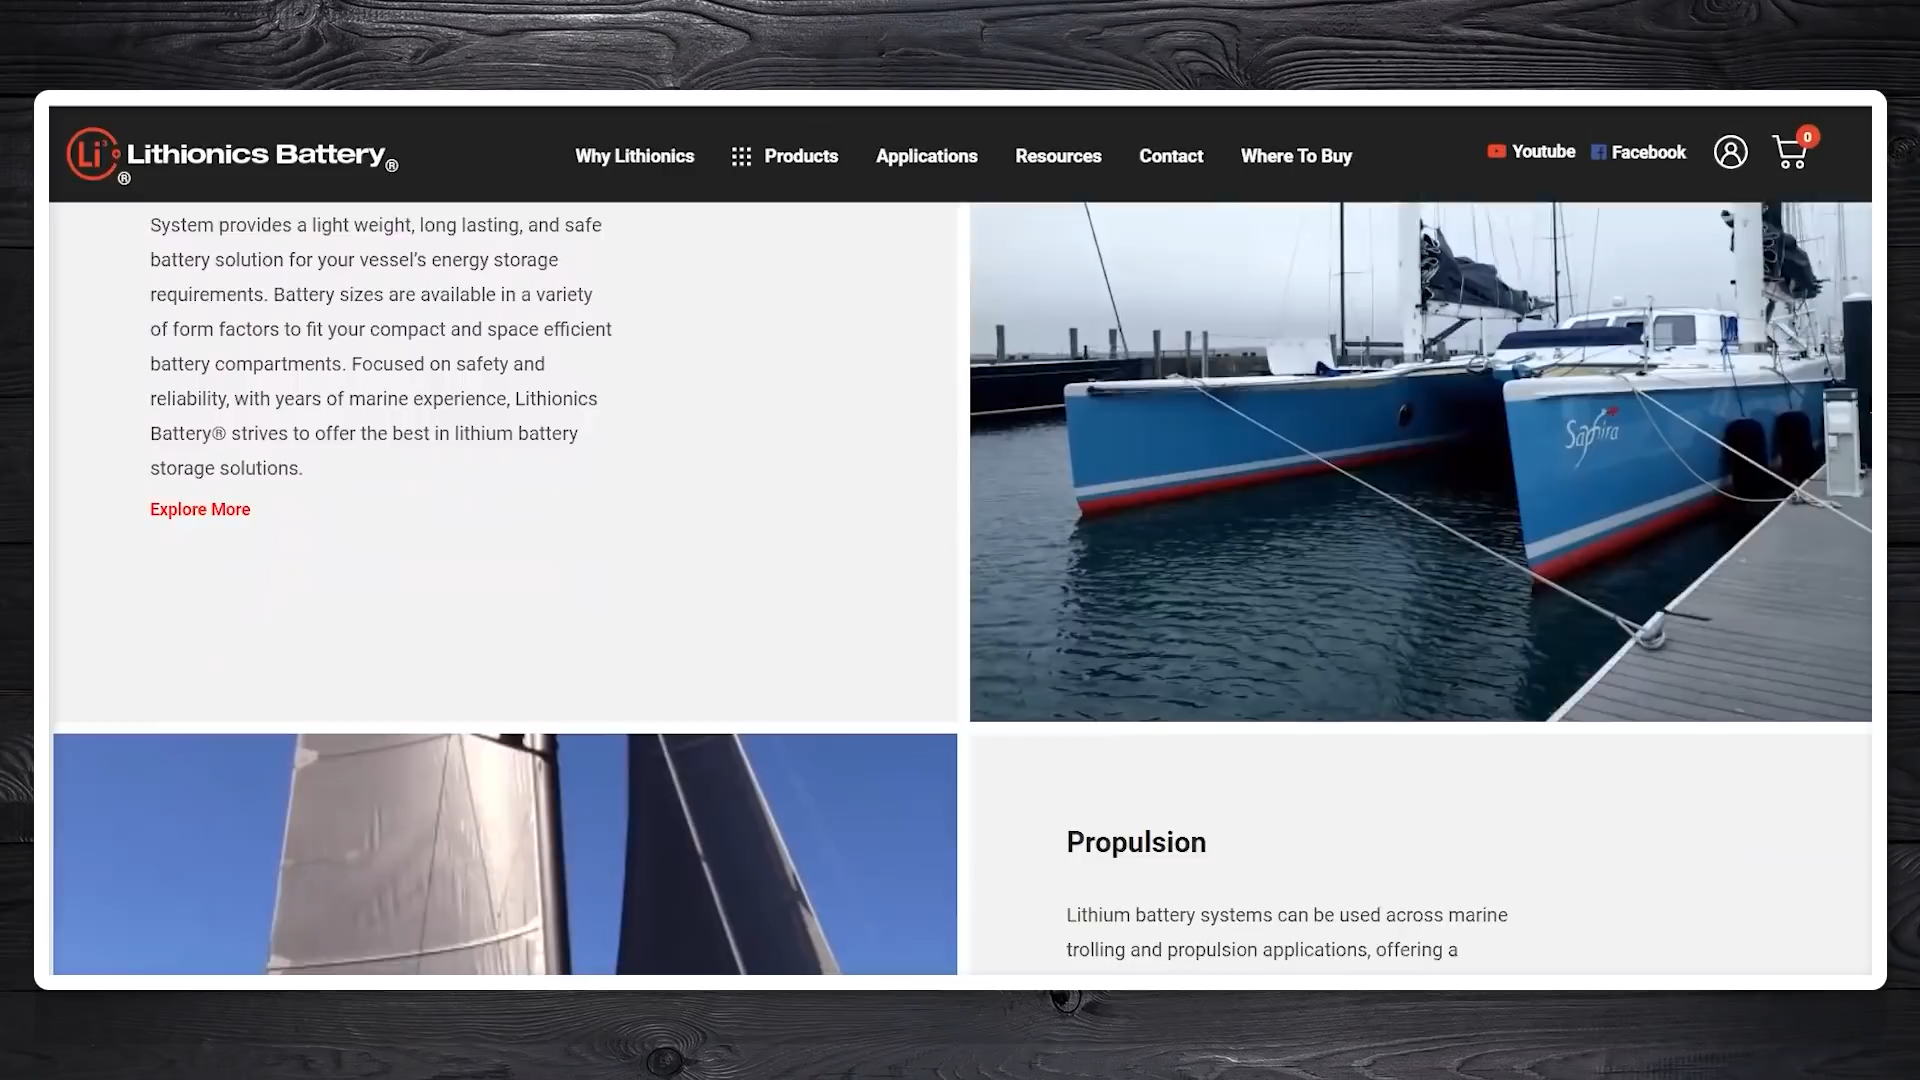 Li3
®
Lithionics Battery®
Why Lithionics
Products
Applications
Resources
Contact
Where To Buy
Youtube
Facebook
0
System provides a light weight, long lasting, and safe
battery solution for your vessel’s energy storage
requirements. Battery sizes are available in a variety
of form factors to fit your compact and space efficient
battery compartments. Focused on safety and
reliability, with years of marine experience, Lithionics
Battery® strives to offer the best in lithium battery
storage solutions.
Explore More
Saphira
Propulsion
Lithium battery systems can be used across marine
trolling and propulsion applications, offering a